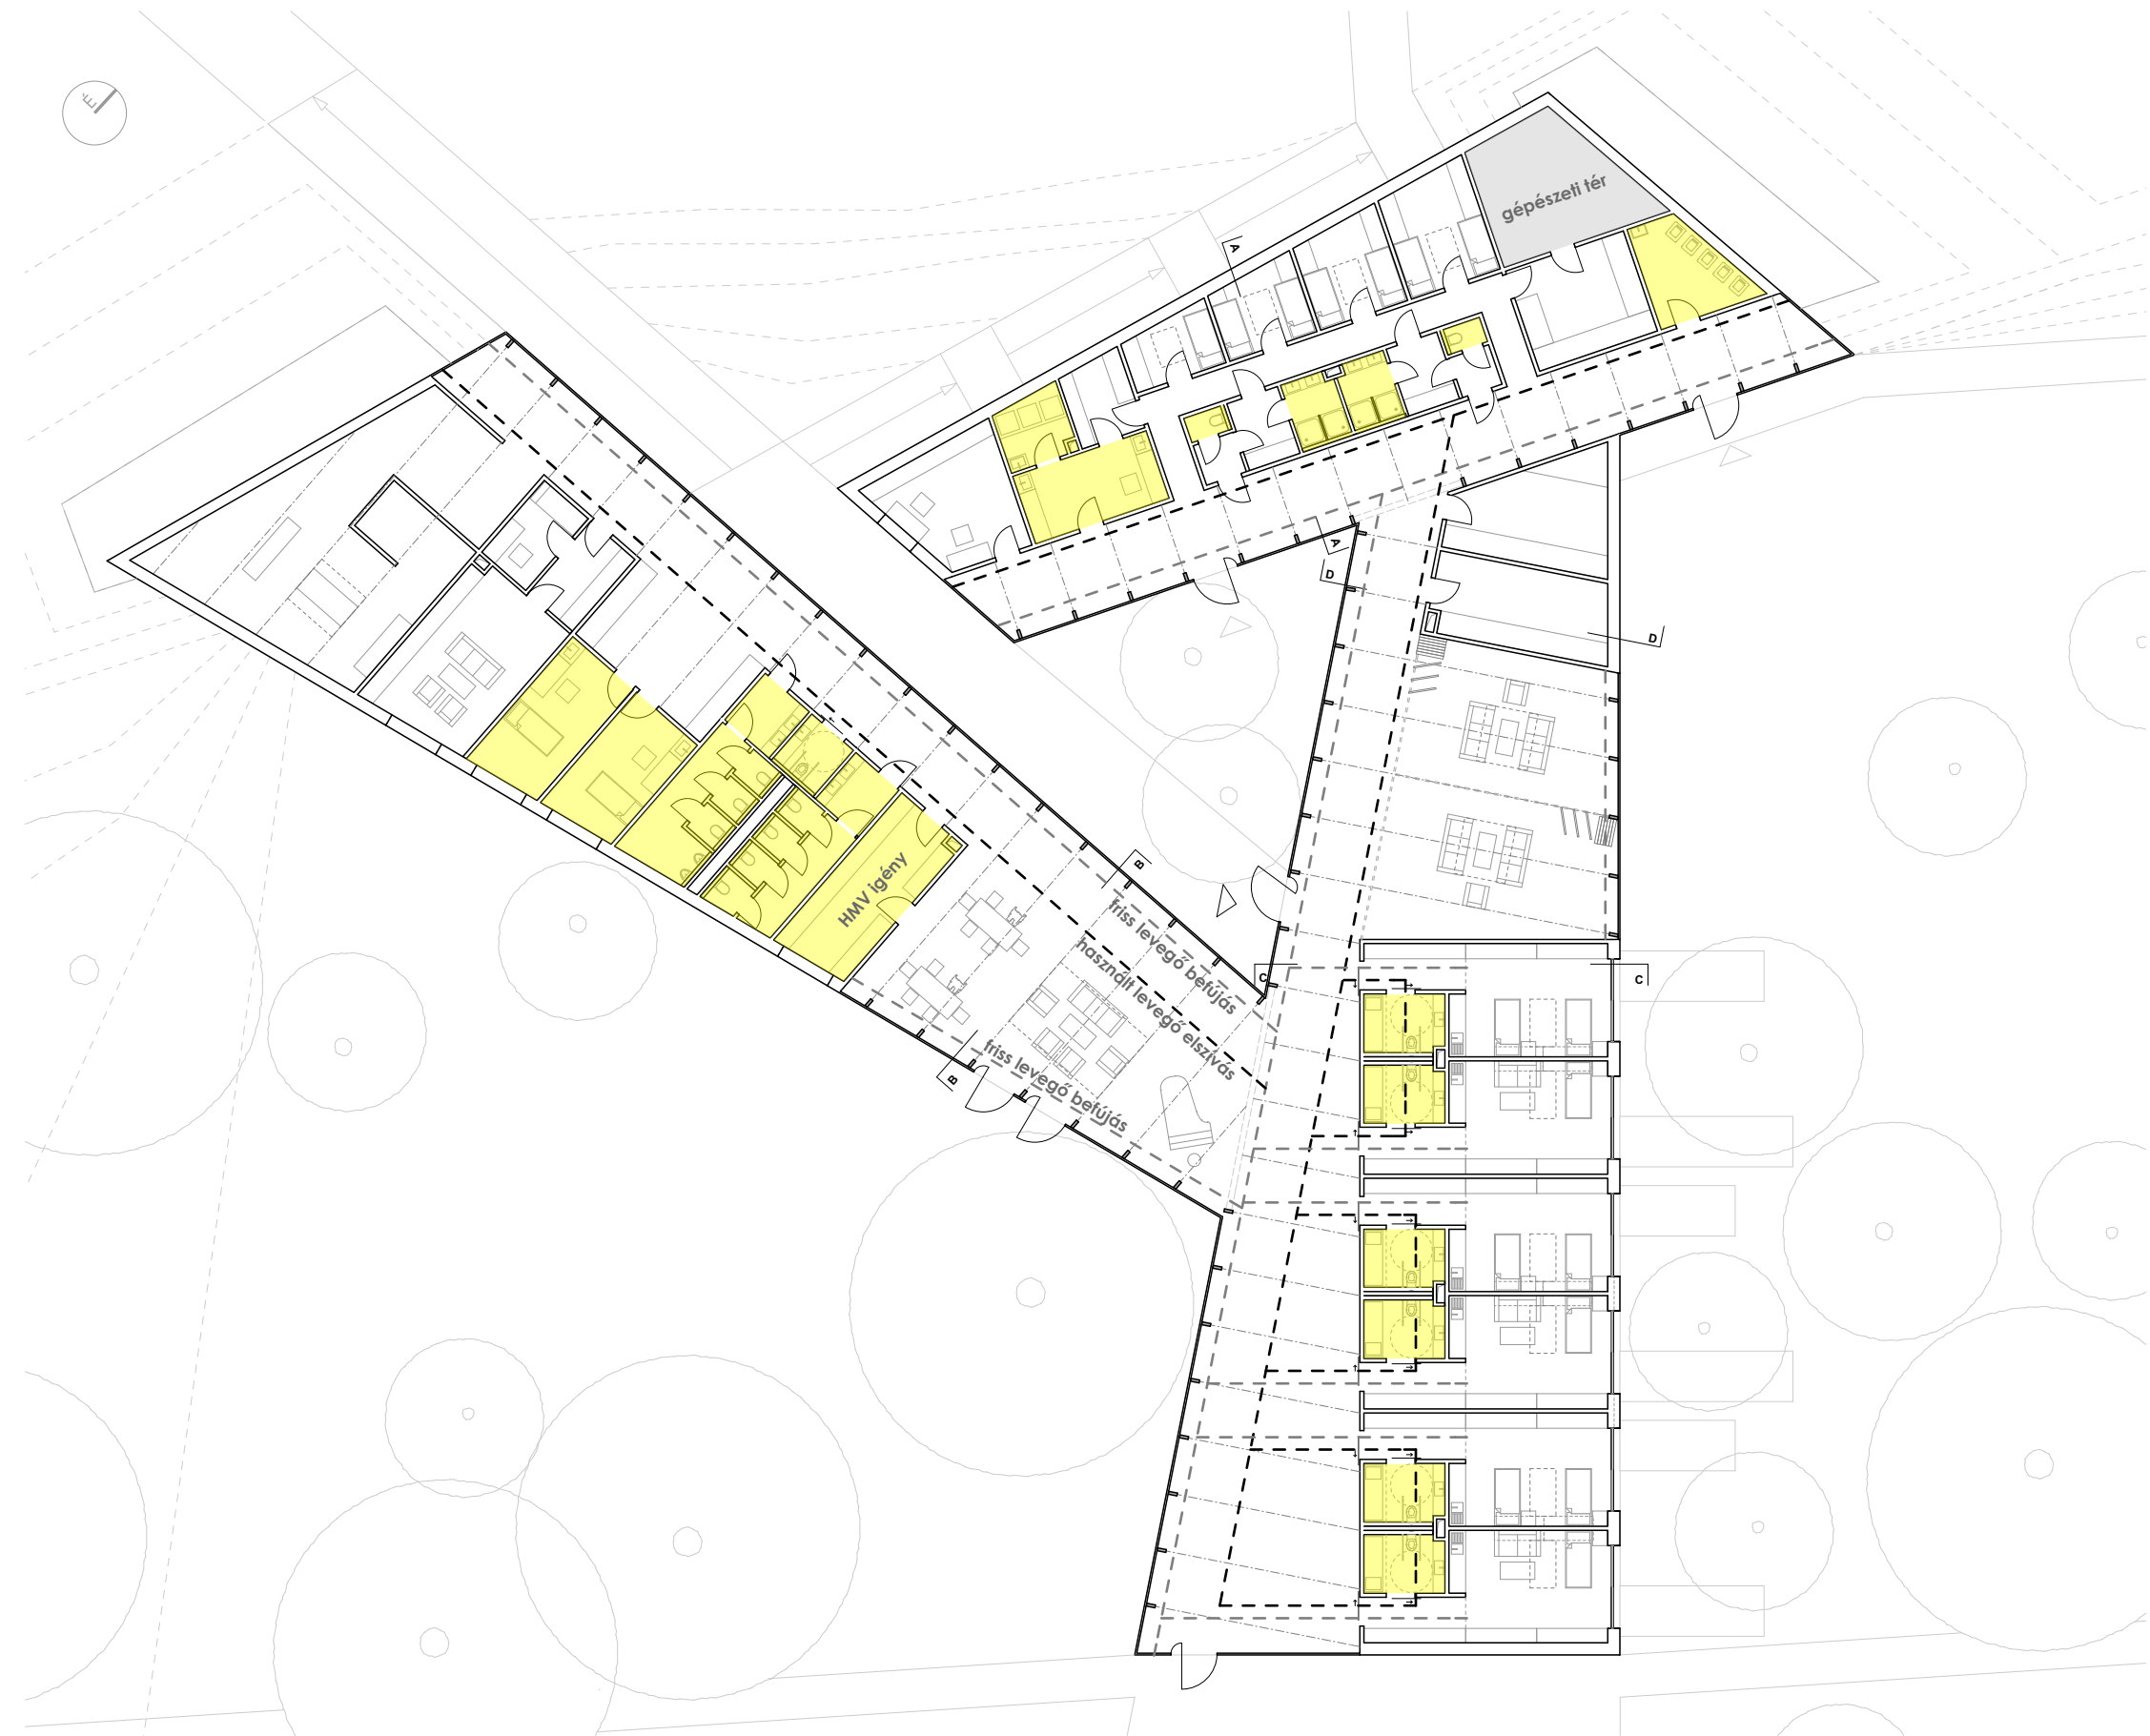 É
gépészeti tér
A
A
D
D
HMV igény
B
friss levegő befújás
használt levegő elszívás
C
C
friss levegő befújás
B